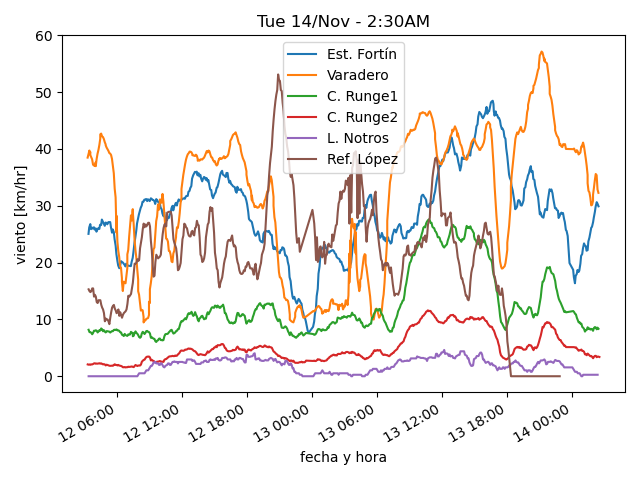 Tue 14/Nov - 2:30AM
viento [km/hr]
60
50
40
30
20
10
0
Est. Fortín
Varadero
C. Runge1
C. Runge2
L. Notros
Ref. López
12 06:00
12 12:00
12 18:00
13 00:00
13 06:00
13 12:00
13 18:00
14 00:00
fecha y hora